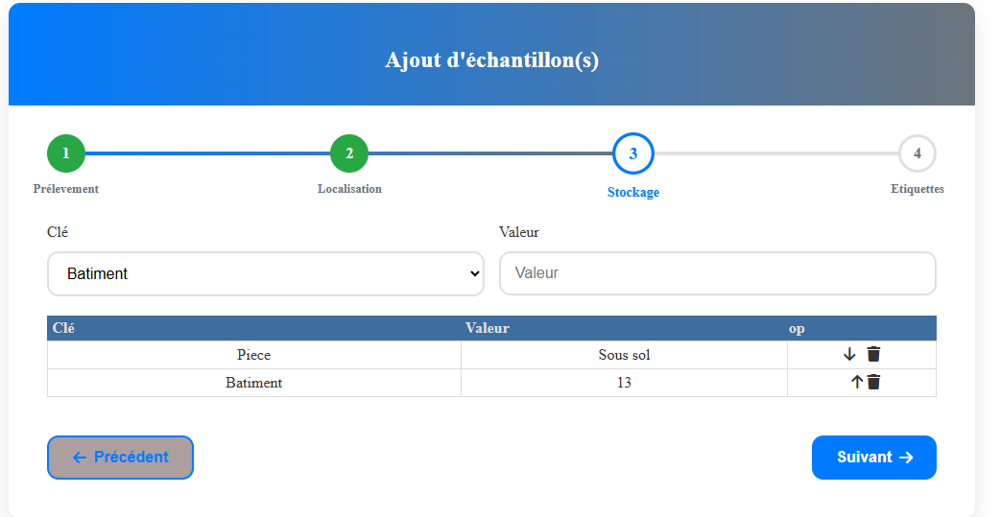 Ajout d'échantillon(s)
1 2 3 4
Prélevement Localisation Stockage Etiquettes
Clé Valeur
Batiment Valeur
Clé Valeur op
Piece Sous sol
Batiment 13
Précédent Suivant